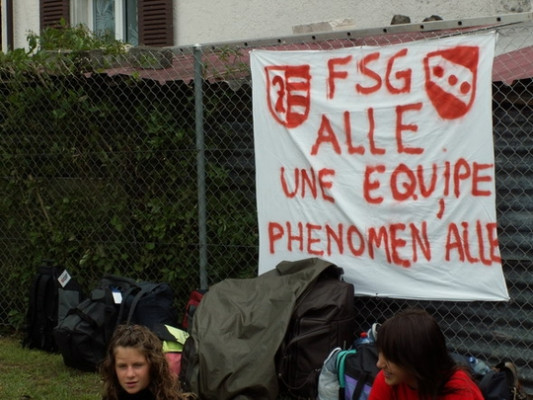 FSG
ALLE
UNE EQUIPE
PHENOMEN ALLE